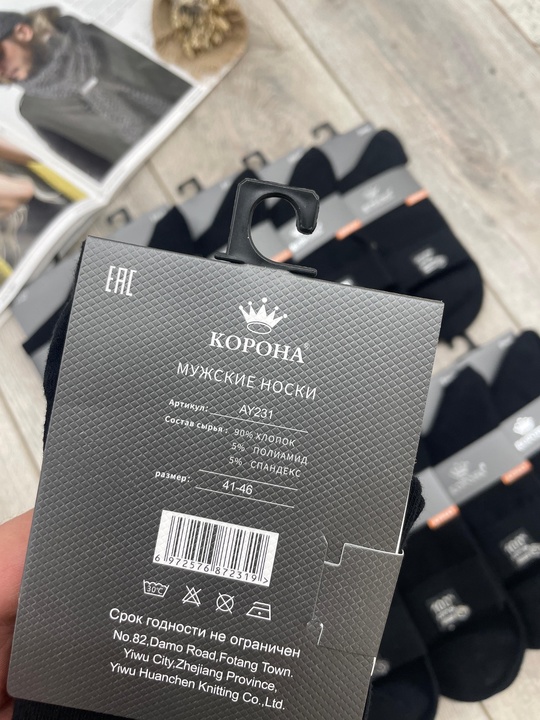 EAC
КОРОНА®
МУЖСКИЕ НОСКИ
Артикул: AY231
Состав сырья: 90% ХЛОПОК
5% ПОЛИАМИД
5% СПАНДЕКС
размер: 41-46
6 972576 872319 >
30℃
Срок годности не ограничен
No.82,Damo Road,Fotang Town.
Yiwu City,Zhejiang Province,
Yiwu Huanchen Knitting Co.,Ltd.